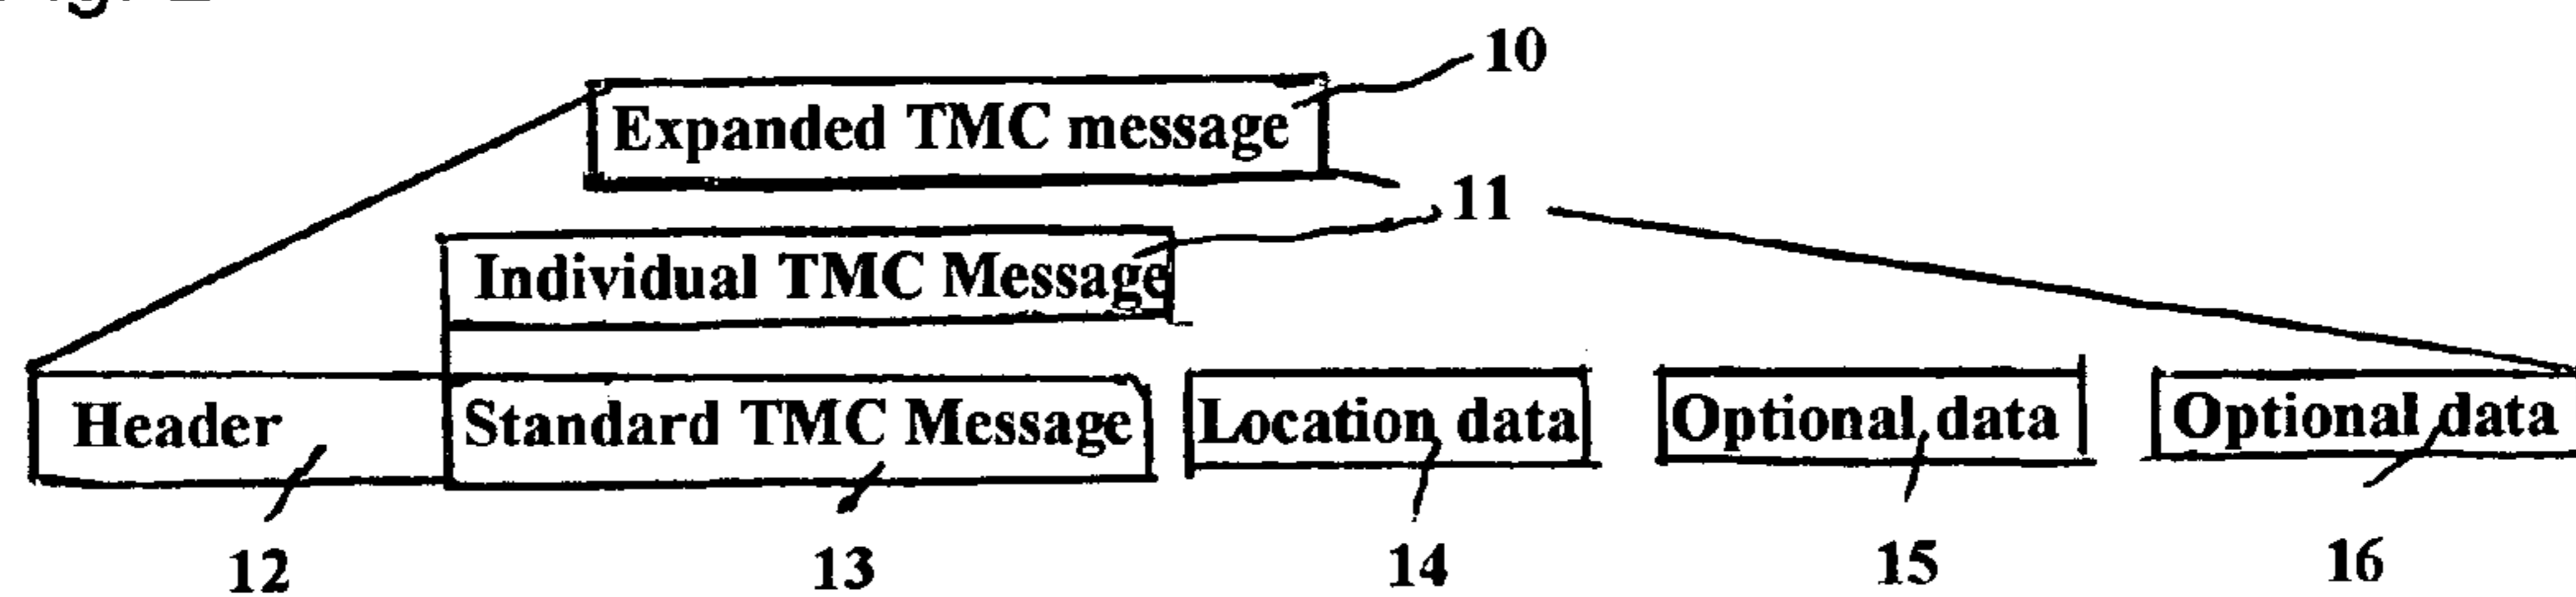 10
Expanded TMC message
11
Individual TMC Message
Header Standard TMC Message Location data Optional data Optional data
12 13 14 15 16